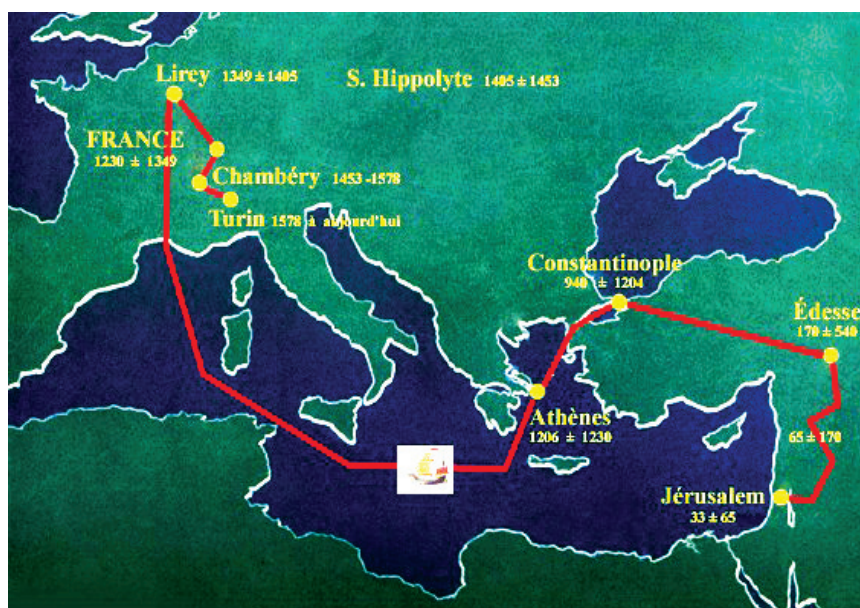 Lirey 1349 ± 1405
S. Hippolyte 1405 ± 1453
FRANCE
1230 ± 1349
Chambéry 1453 -1578
Turin 1578 à aujourd'hui
Constantinople
940 ± 1204
Édesse
170 ± 540
Athènes
1206 ± 1230
65 ± 170
Jérusalem
33 ± 65